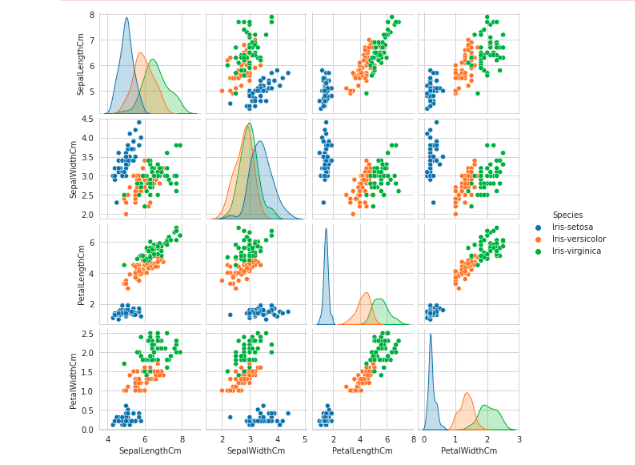 SepalLengthCm
8
7
6
5
SepalWidthCm
4.5
4.0
3.5
3.0
2.5
2.0
PetalLengthCm
6
4
2
PetalWidthCm
2.5
2.0
1.5
1.0
0.5
0.0
4 6 8
SepalLengthCm
2 3 4 5
SepalWidthCm
2 4 6 8
PetalLengthCm
0 1 2 3
PetalWidthCm
Species
Iris-setosa
Iris-versicolor
Iris-virginica